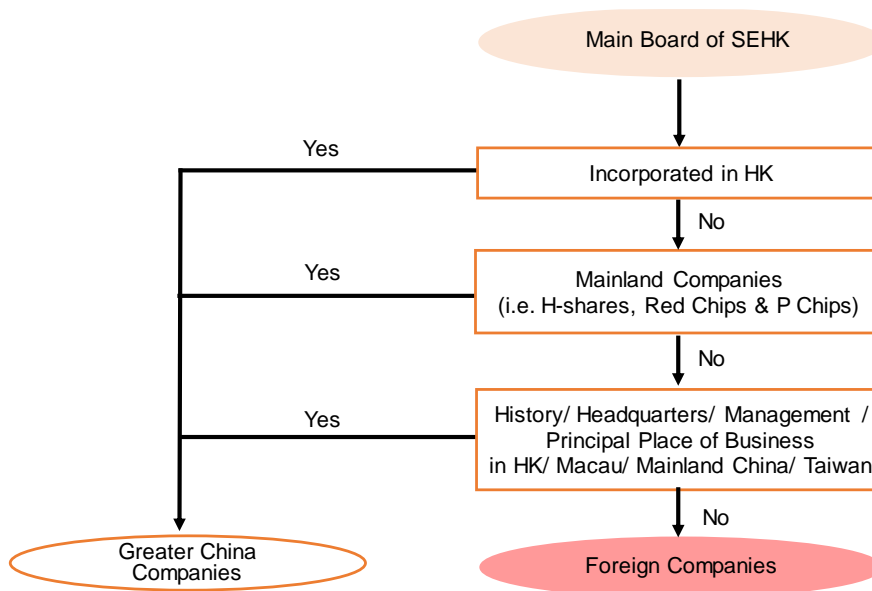 Main Board of SEHK
Yes
Incorporated in HK
No
Yes
Mainland Companies
(i.e. H-shares, Red Chips & P Chips)
No
Yes
History/ Headquarters/ Management /
Principal Place of Business
in HK/ Macau/ Mainland China/ Taiwan
No
Greater China
Companies
Foreign Companies